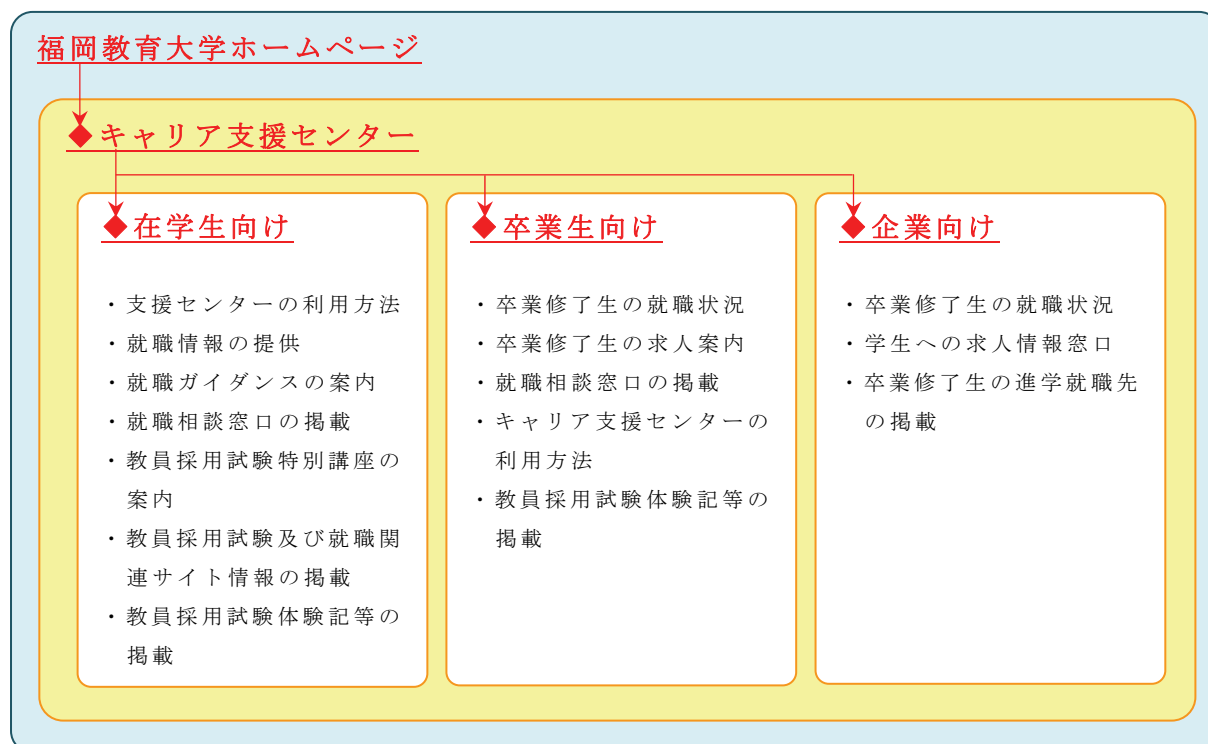 福岡教育大学ホームページ
◆キャリア支援センター
◆在学生向け
・支援センターの利用方法
・就職情報の提供
・就職ガイダンスの案内
・就職相談窓口の掲載
・教員採用試験特別講座の
案内
・教員採用試験及び就職関
連サイト情報の掲載
・教員採用試験体験記等の
掲載
◆卒業生向け
・卒業修了生の就職状況
・卒業修了生の求人案内
・就職相談窓口の掲載
・キャリア支援センターの
利用方法
・教員採用試験体験記等の
掲載
◆企業向け
・卒業修了生の就職状況
・学生への求人情報窓口
・卒業修了生の進学就職先
の掲載